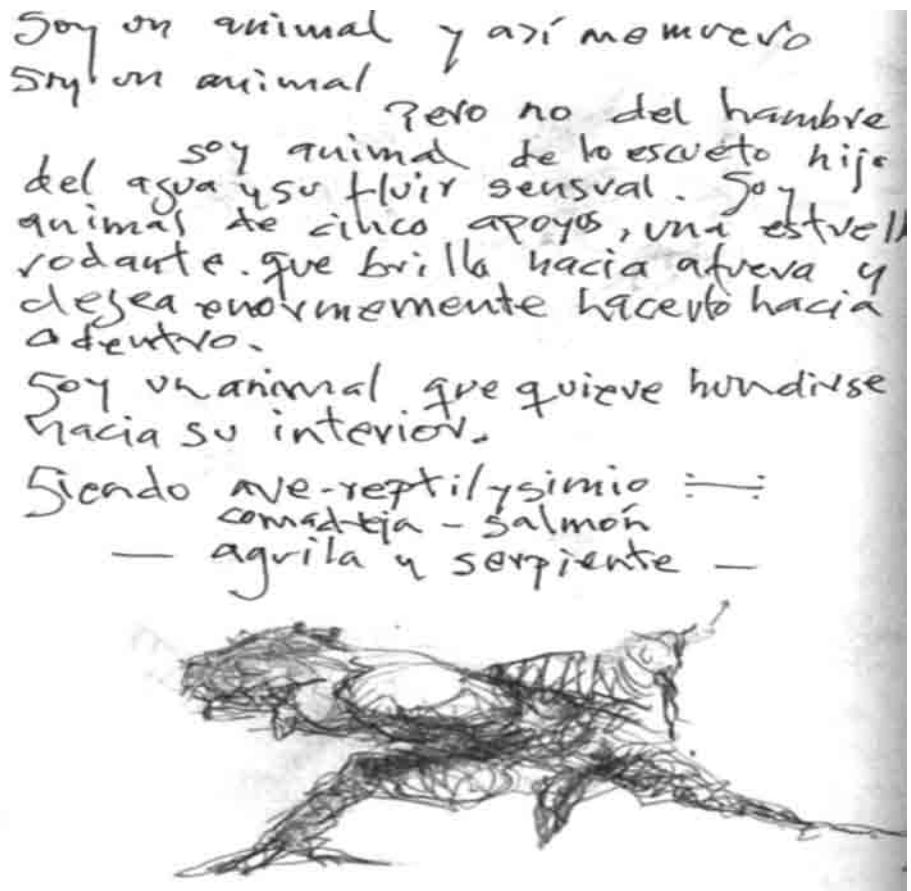 Soy un animal y así me muevo
Soy un animal
Pero no del hambre
soy animal de lo escueto hijo
del agua y su fluir sensual. Soy
animal de cinco apoyos, una estrell
rodante. que brilla hacia afuera y
desea enormemente hacerlo hacia
adentro.
Soy un animal que quiere hundirse
hacia su interior.
Siendo ave-reptil y simio
comadreja - salmón
— aguila y serpiente —